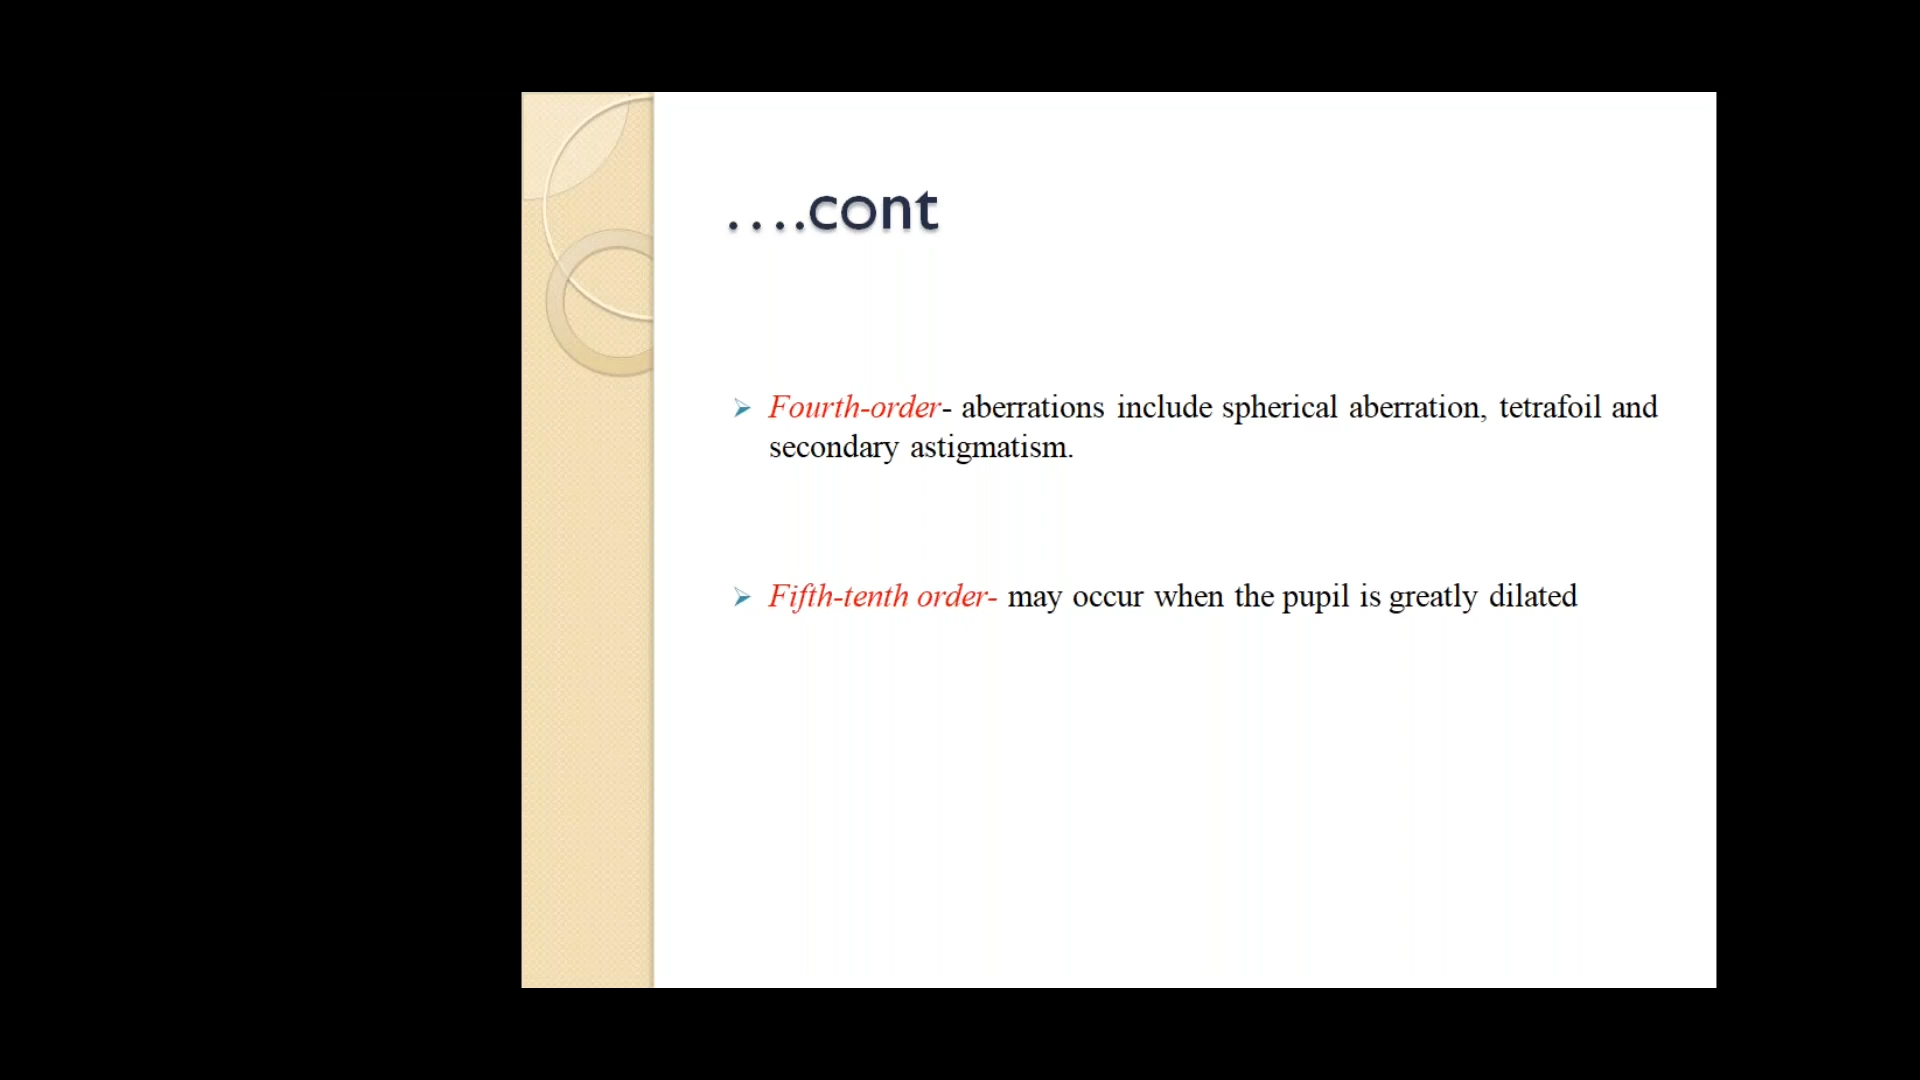 ....cont
Fourth-order- aberrations include spherical aberration, tetrafoil and
secondary astigmatism.
Fifth-tenth order- may occur when the pupil is greatly dilated